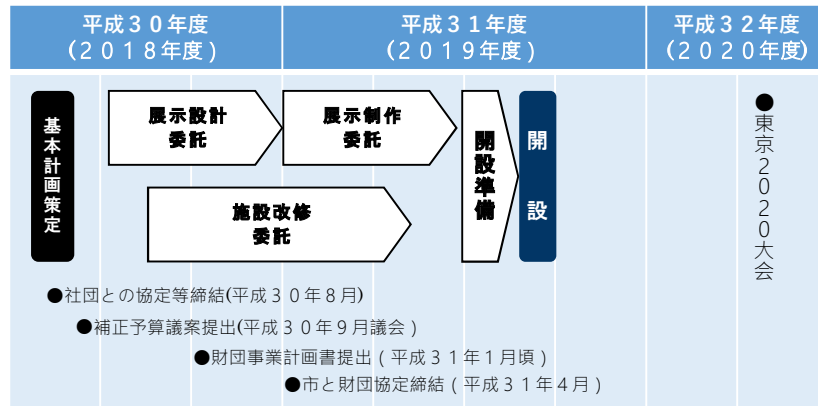 平成３０年度
(２０１８年度)
平成３１年度
(２０１９年度)
平成３２年度
(２０２０年度)
基本計画策定
展示設計
委託
展示制作
委託
施設改修
委託
開設準備
開設
●東京２０２０大会
●社団との協定等締結(平成３０年８月)
●補正予算議案提出(平成３０年９月議会)
●財団事業計画書提出(平成３１年１月頃)
●市と財団協定締結(平成３１年４月)